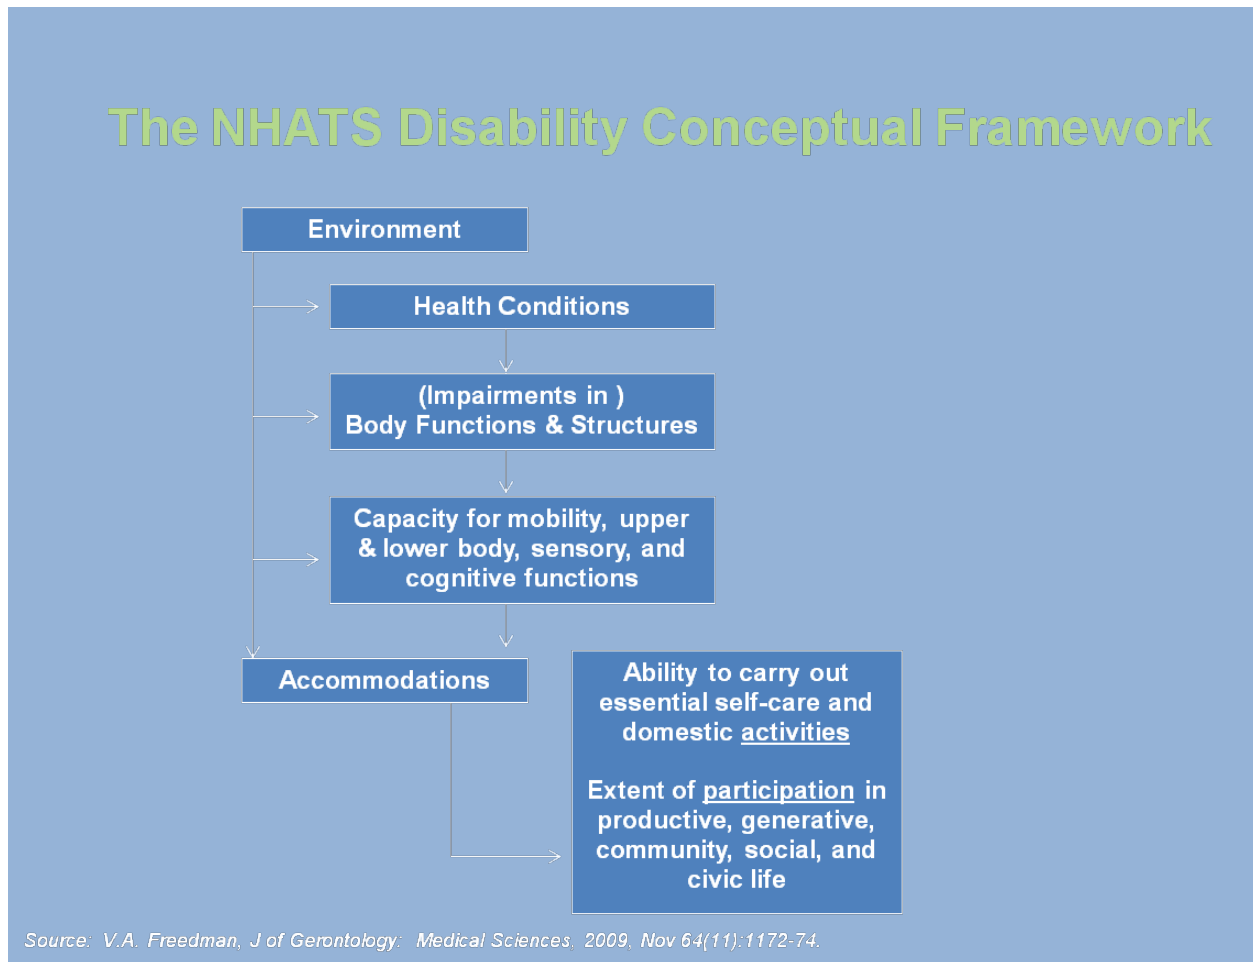 The NHATS Disability Conceptual Framework
Environment
Health Conditions
(Impairments in )
Body Functions & Structures
Capacity for mobility, upper
& lower body, sensory, and
cognitive functions
Accommodations
Ability to carry out
essential self-care and
domestic activities
Extent of participation in
productive, generative,
community, social, and
civic life
Source: V.A. Freedman, J of Gerontology: Medical Sciences, 2009, Nov 64(11):1172-74.